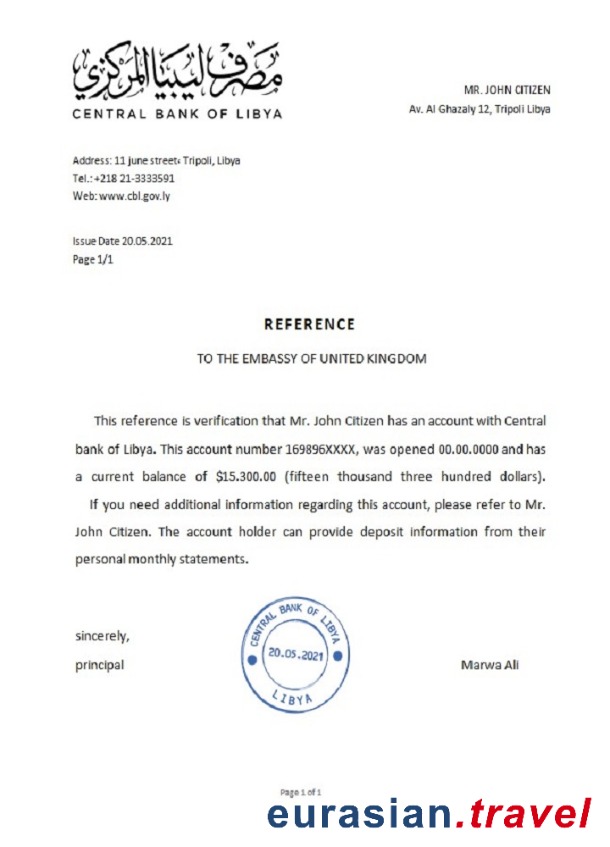 مصرف ليبيا المركزي
CENTRAL BANK OF LIBYA
MR. JOHN CITIZEN
Av. Al Ghazaly 12, Tripoli Libya
Address: 11 june street، Tripoli, Libya
Tel.: +218 21-3333591
Web: www.cbl.gov.ly
Issue Date 20.05.2021
Page 1/1
REFERENCE
TO THE EMBASSY OF UNITED KINGDOM
This reference is verification that Mr. John Citizen has an account with Central
bank of Libya. This account number 169896XXXX, was opened 00.00.0000 and has
a current balance of $15.300.00 (fifteen thousand three hundred dollars).
If you need additional information regarding this account, please refer to Mr.
John Citizen. The account holder can provide deposit information from their
personal monthly statements.
sincerely,
principal
CENTRAL BANK OF LIBYA
20.05.2021
LIBYA
Marwa Ali
Page 1 of 1
eurasian.travel